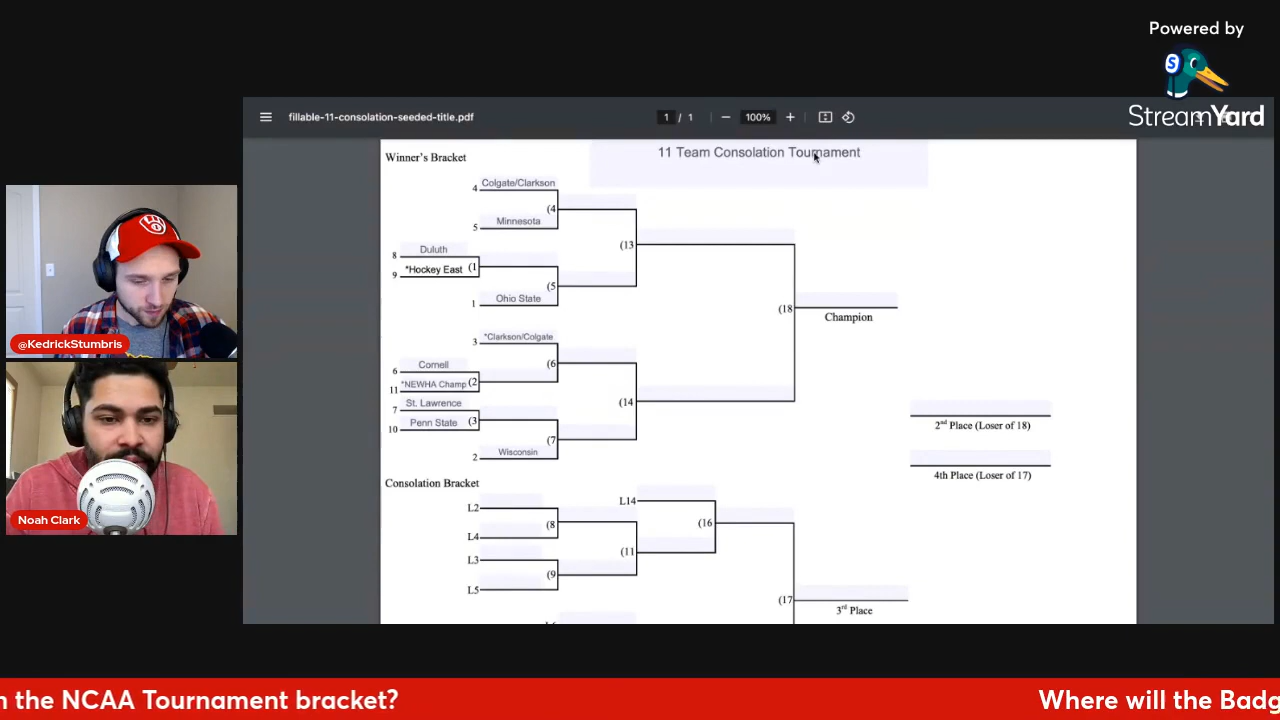 Powered by
S
StreamYard
fillable-11-consolation-seeded-title.pdf
1 / 1
100%
11 Team Consolation Tournament
Winner's Bracket
4 Colgate/Clarkson
(4
5 Minnesota
(13
8 Duluth
9 *Hockey East (1
(5
1 Ohio State
(18
Champion
3 *Clarkson/Colgate
(6
6 Cornell
11 *NEWHA Champ (2
7 St. Lawrence
(14
10 Penn State (3
(7
2 Wisconsin
2nd Place (Loser of 18)
4th Place (Loser of 17)
Consolation Bracket
L2
L14
(8
(16
L4
(11
L3
(9
L5
(17
3rd Place
@KedrickStumbris
Noah Clark
n the NCAA Tournament bracket?
Where will the Badg